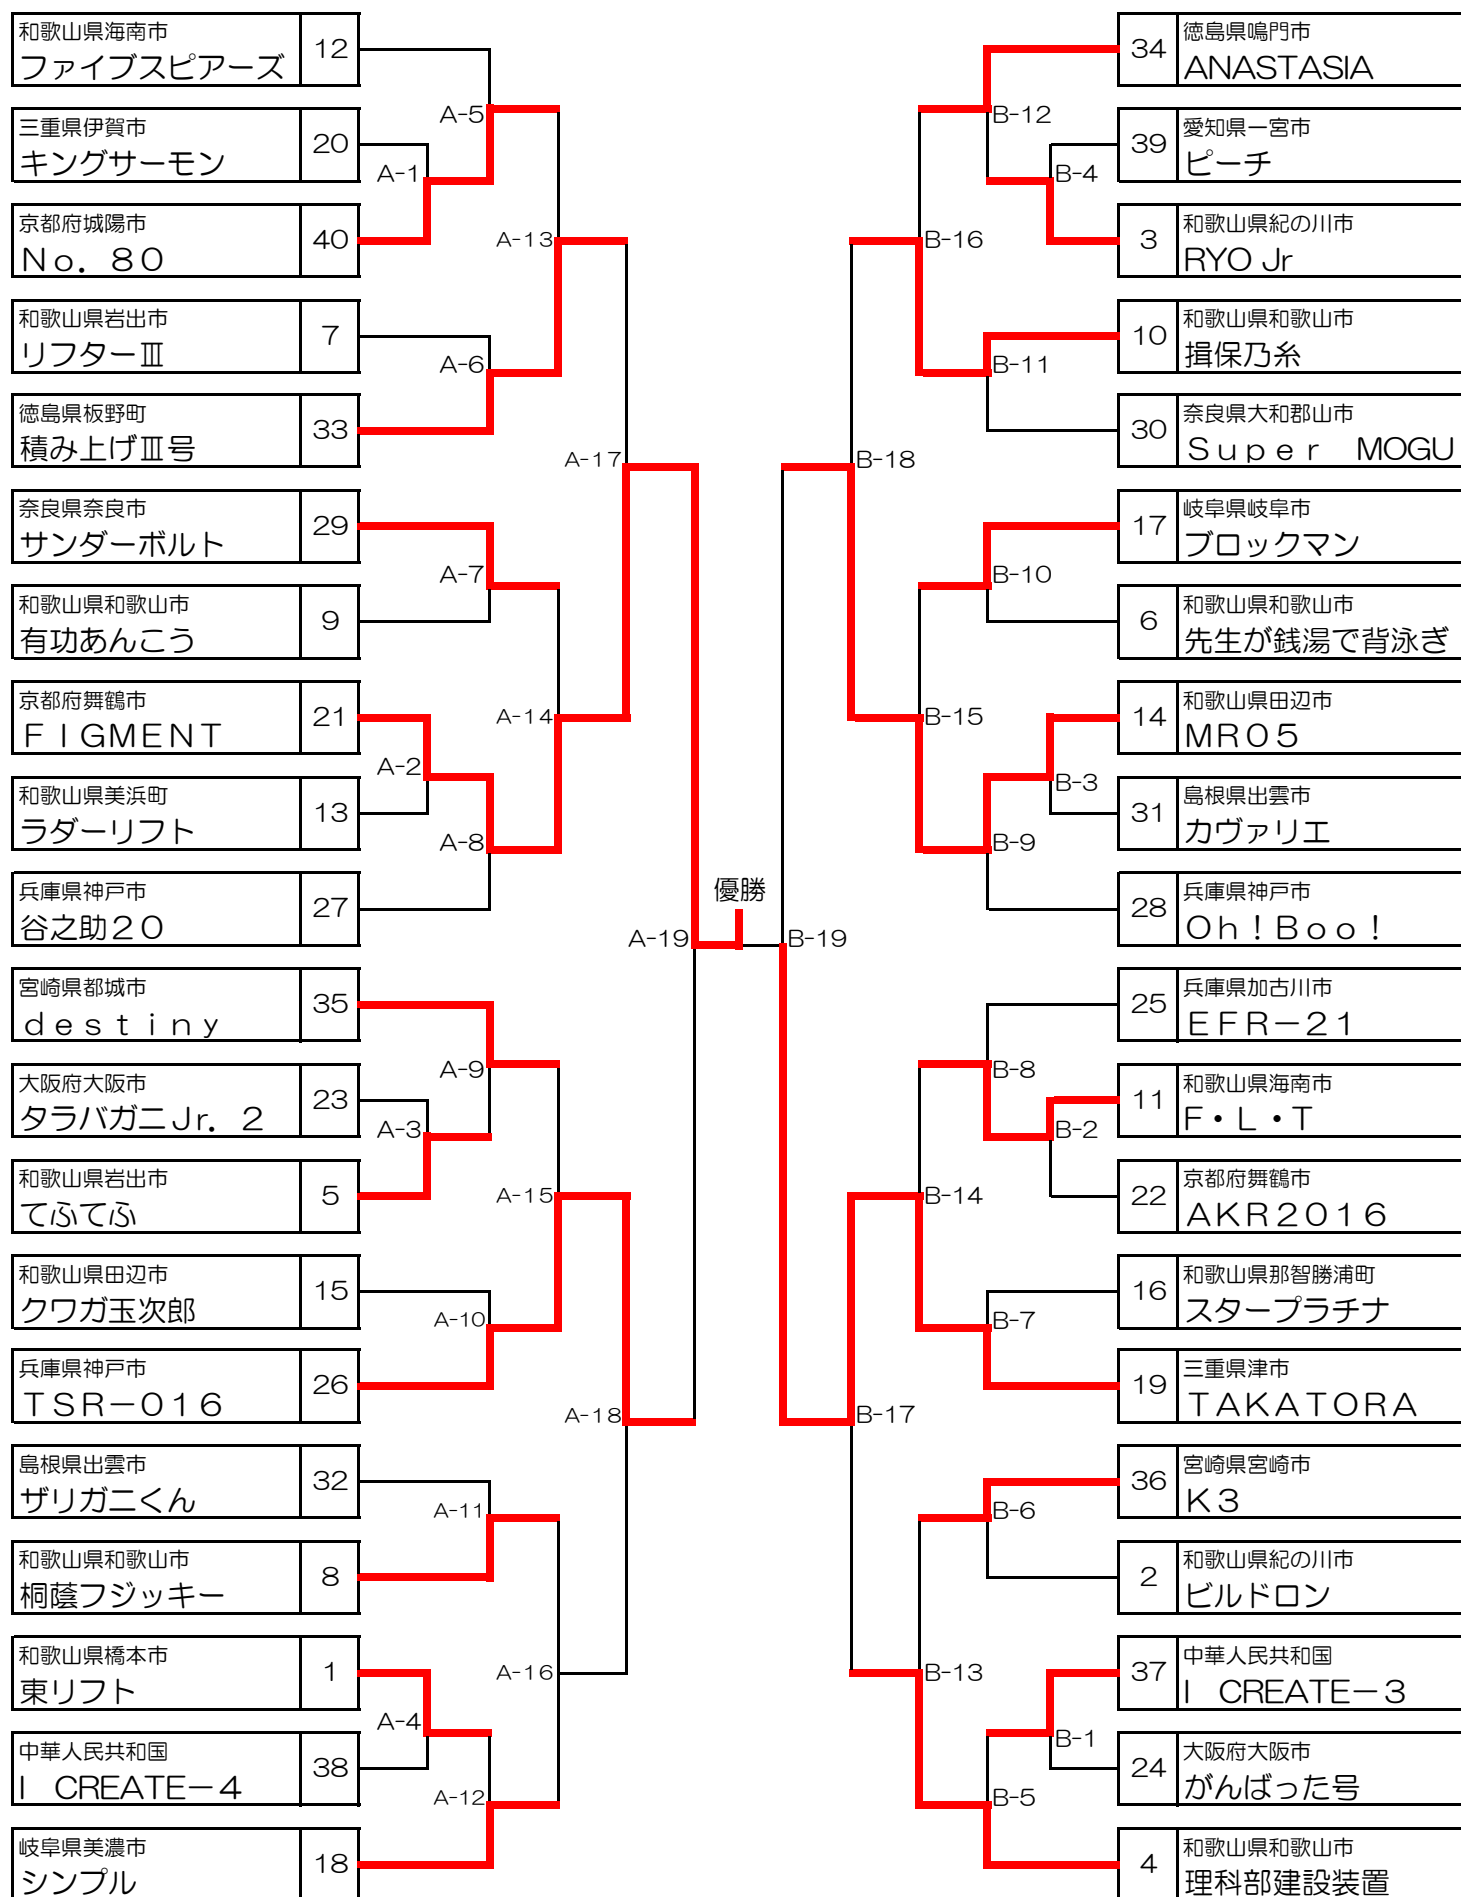 和歌山県海南市
ファイブスピアーズ
12
三重県伊賀市
キングサーモン
20
京都府城陽市
Ｎｏ．８０
40
和歌山県岩出市
リフターⅢ
7
徳島県板野町
積み上げⅢ号
33
奈良県奈良市
サンダーボルト
29
和歌山県和歌山市
有功あんこう
9
京都府舞鶴市
ＦＩＧＭＥＮＴ
21
和歌山県美浜町
ラダーリフト
13
兵庫県神戸市
谷之助２０
27
宮崎県都城市
ｄｅｓｔｉｎｙ
35
大阪府大阪市
タラバガニJr．２
23
和歌山県岩出市
てふてふ
5
和歌山県田辺市
クワガ玉次郎
15
兵庫県神戸市
ＴＳＲ－０１６
26
島根県出雲市
ザリガニくん
32
和歌山県和歌山市
桐蔭フジッキー
8
和歌山県橋本市
東リフト
1
中華人民共和国
Ｉ　CREATE－４
38
岐阜県美濃市
シンプル
18
A-5
A-1
A-13
A-6
A-17
A-7
A-14
A-2
A-8
A-19
A-9
A-3
A-15
A-10
A-18
A-11
A-16
A-4
A-12
優勝
B-12
B-4
B-16
B-11
B-18
B-10
B-15
B-3
B-9
B-19
B-8
B-2
B-14
B-7
B-17
B-6
B-13
B-1
B-5
34
徳島県鳴門市
ANASTASIA
39
愛知県一宮市
ピーチ
3
和歌山県紀の川市
RYO Jr
10
和歌山県和歌山市
揖保乃糸
30
奈良県大和郡山市
Ｓｕｐｅｒ　MOGU
17
岐阜県岐阜市
ブロックマン
6
和歌山県和歌山市
先生が銭湯で背泳ぎ
14
和歌山県田辺市
ＭＲ０５
31
島根県出雲市
カヴァリエ
28
兵庫県神戸市
Ｏｈ！Ｂｏｏ！
25
兵庫県加古川市
ＥＦＲ－２１
11
和歌山県海南市
Ｆ・Ｌ・Ｔ
22
京都府舞鶴市
ＡＫＲ２０１６
16
和歌山県那智勝浦町
スタープラチナ
19
三重県津市
ＴＡＫＡＴＯＲＡ
36
宮崎県宮崎市
Ｋ３
2
和歌山県紀の川市
ビルドロン
37
中華人民共和国
Ｉ　CREATE－３
24
大阪府大阪市
がんばった号
4
和歌山県和歌山市
理科部建設装置